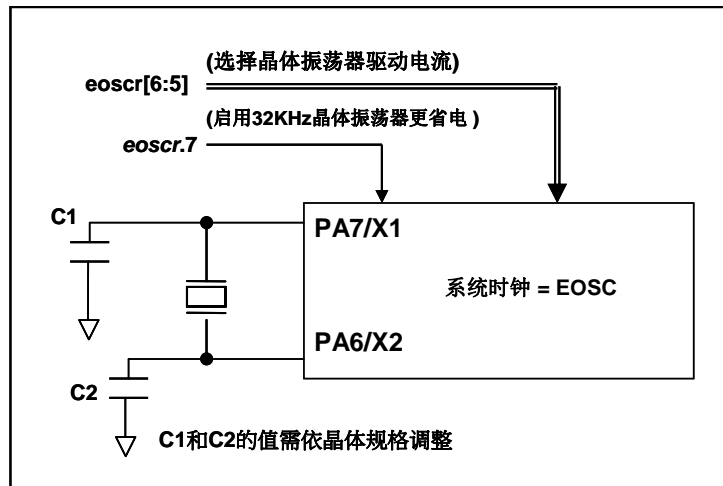 (选择晶体振荡器驱动电流)
eoscr[6:5]
(启用32KHz晶体振荡器更省电 )
eoscr.7
C1
PA7/X1
系统时钟 = EOSC
PA6/X2
C2
C1和C2的值需依晶体规格调整